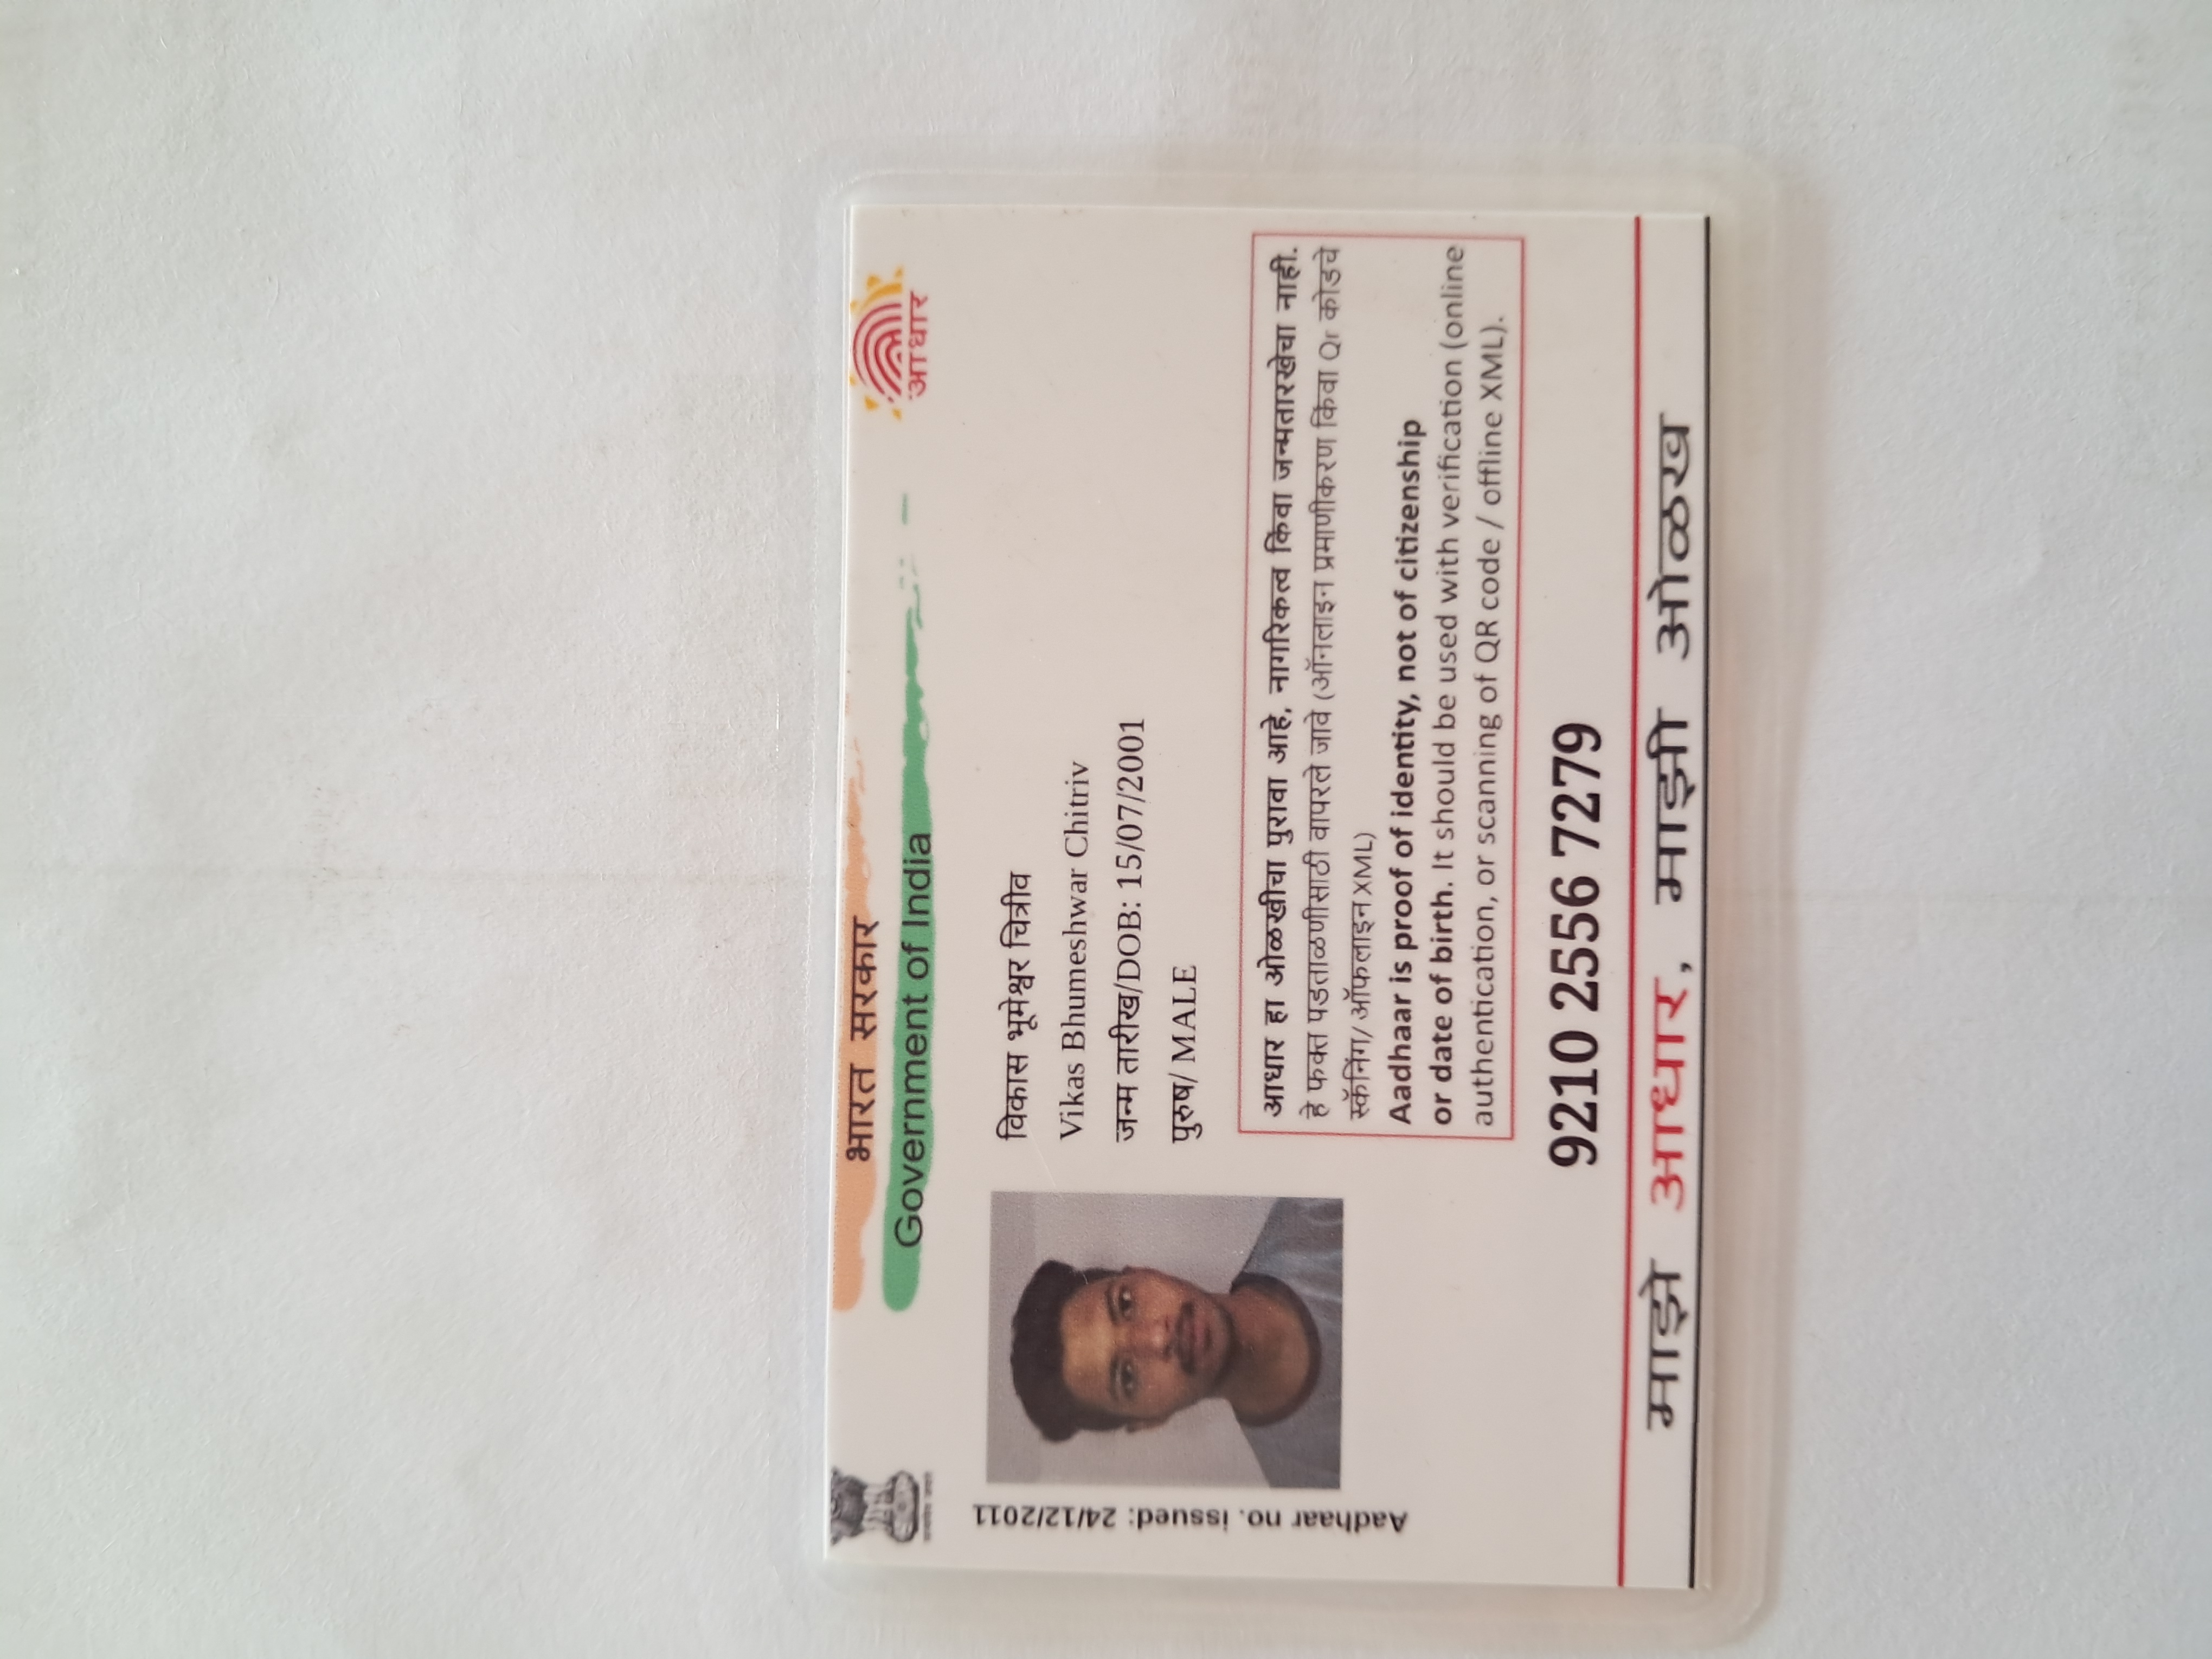 भारत सरकार
Government of India
आधार
Aadhaar no. issued: 24/12/2011
विकास भूमेश्वर चित्रीव
Vikas Bhumeshwar Chitriv
जन्म तारीख/DOB: 15/07/2001
पुरुष/ MALE
आधार हा ओळखीचा पुरावा आहे, नागरिकत्व किंवा जन्मतारखेचा नाही.
हे फक्त पडताळणीसाठी वापरले जावे (ऑनलाइन प्रमाणीकरण किंवा Qr कोडचे
स्कॅनिंग/ ऑफलाइन XML)
Aadhaar is proof of identity, not of citizenship
or date of birth. It should be used with verification (online
authentication, or scanning of QR code / offline XML).
9210 2556 7279
माझे आधार, माझी ओळख